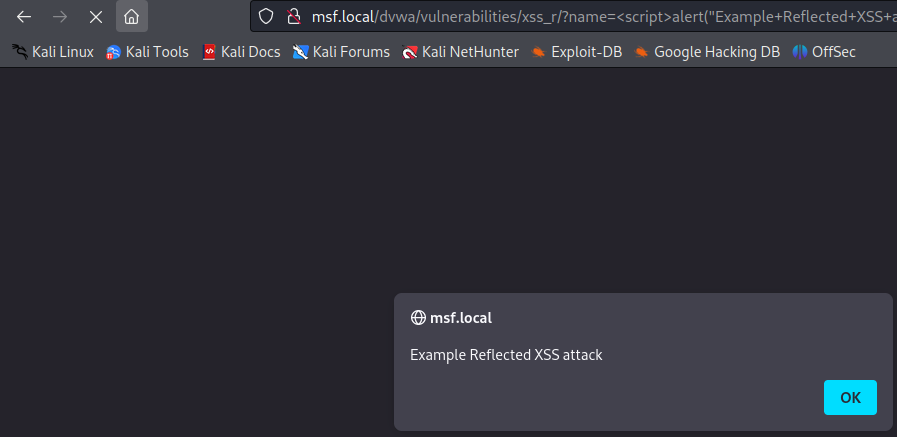 msf.local/dvwa/vulnerabilities/xss_r/?name=<script>alert("Example+Reflected+XSS+a
Kali Linux Kali Tools Kali Docs Kali Forums Kali NetHunter Exploit-DB Google Hacking DB OffSec
msf.local
Example Reflected XSS attack
OK